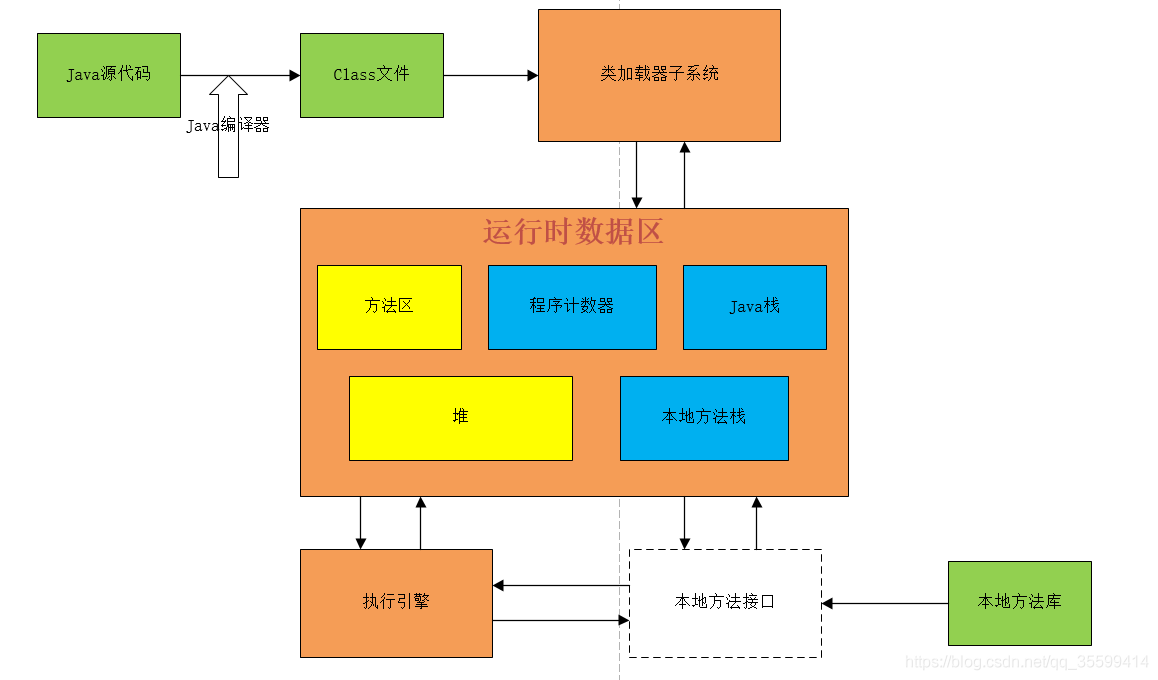 Java源代码
Class文件
类加载器子系统
Java编译器
运行时数据区
方法区
程序计数器
Java栈
堆
本地方法栈
执行引擎
本地方法接口
本地方法库
https://blog.csdn.net/qq_35599414